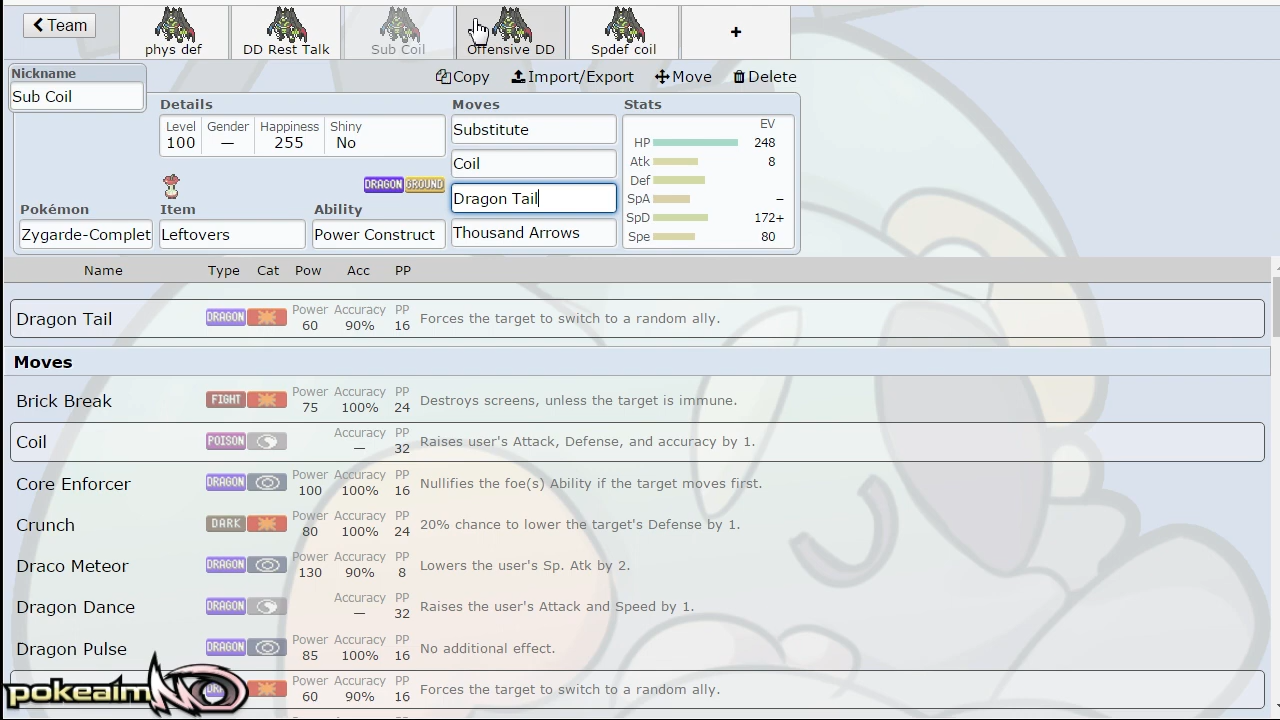 Team
phys def
DD Rest Talk
Sub Coil
Offensive DD
Spdef coil
+
Nickname
Sub Coil
Copy Import/Export Move Delete
Details
Level Gender Happiness Shiny
100 — 255 No
DRAGON GROUND
Pokémon Item Ability
Zygarde-Complet Leftovers Power Construct
Moves
Substitute
Coil
Dragon Tail
Thousand Arrows
Stats
EV
HP 248
Atk 8
Def
SpA –
SpD 172+
Spe 80
Name Type Cat Pow Acc PP
Dragon Tail DRAGON Power 60 Accuracy 90% PP 16 Forces the target to switch to a random ally.
Moves
Brick Break FIGHT Power 75 Accuracy 100% PP 24 Destroys screens, unless the target is immune.
Coil POISON Accuracy — PP 32 Raises user's Attack, Defense, and accuracy by 1.
Core Enforcer DRAGON Power 100 Accuracy 100% PP 16 Nullifies the foe(s) Ability if the target moves first.
Crunch DARK Power 80 Accuracy 100% PP 24 20% chance to lower the target's Defense by 1.
Draco Meteor DRAGON Power 130 Accuracy 90% PP 8 Lowers the user's Sp. Atk by 2.
Dragon Dance DRAGON Accuracy — PP 32 Raises the user's Attack and Speed by 1.
Dragon Pulse DRAGON Power 85 Accuracy 100% PP 16 No additional effect.
Power 60 Accuracy 90% PP 16 Forces the target to switch to a random ally.
pokeaimMD